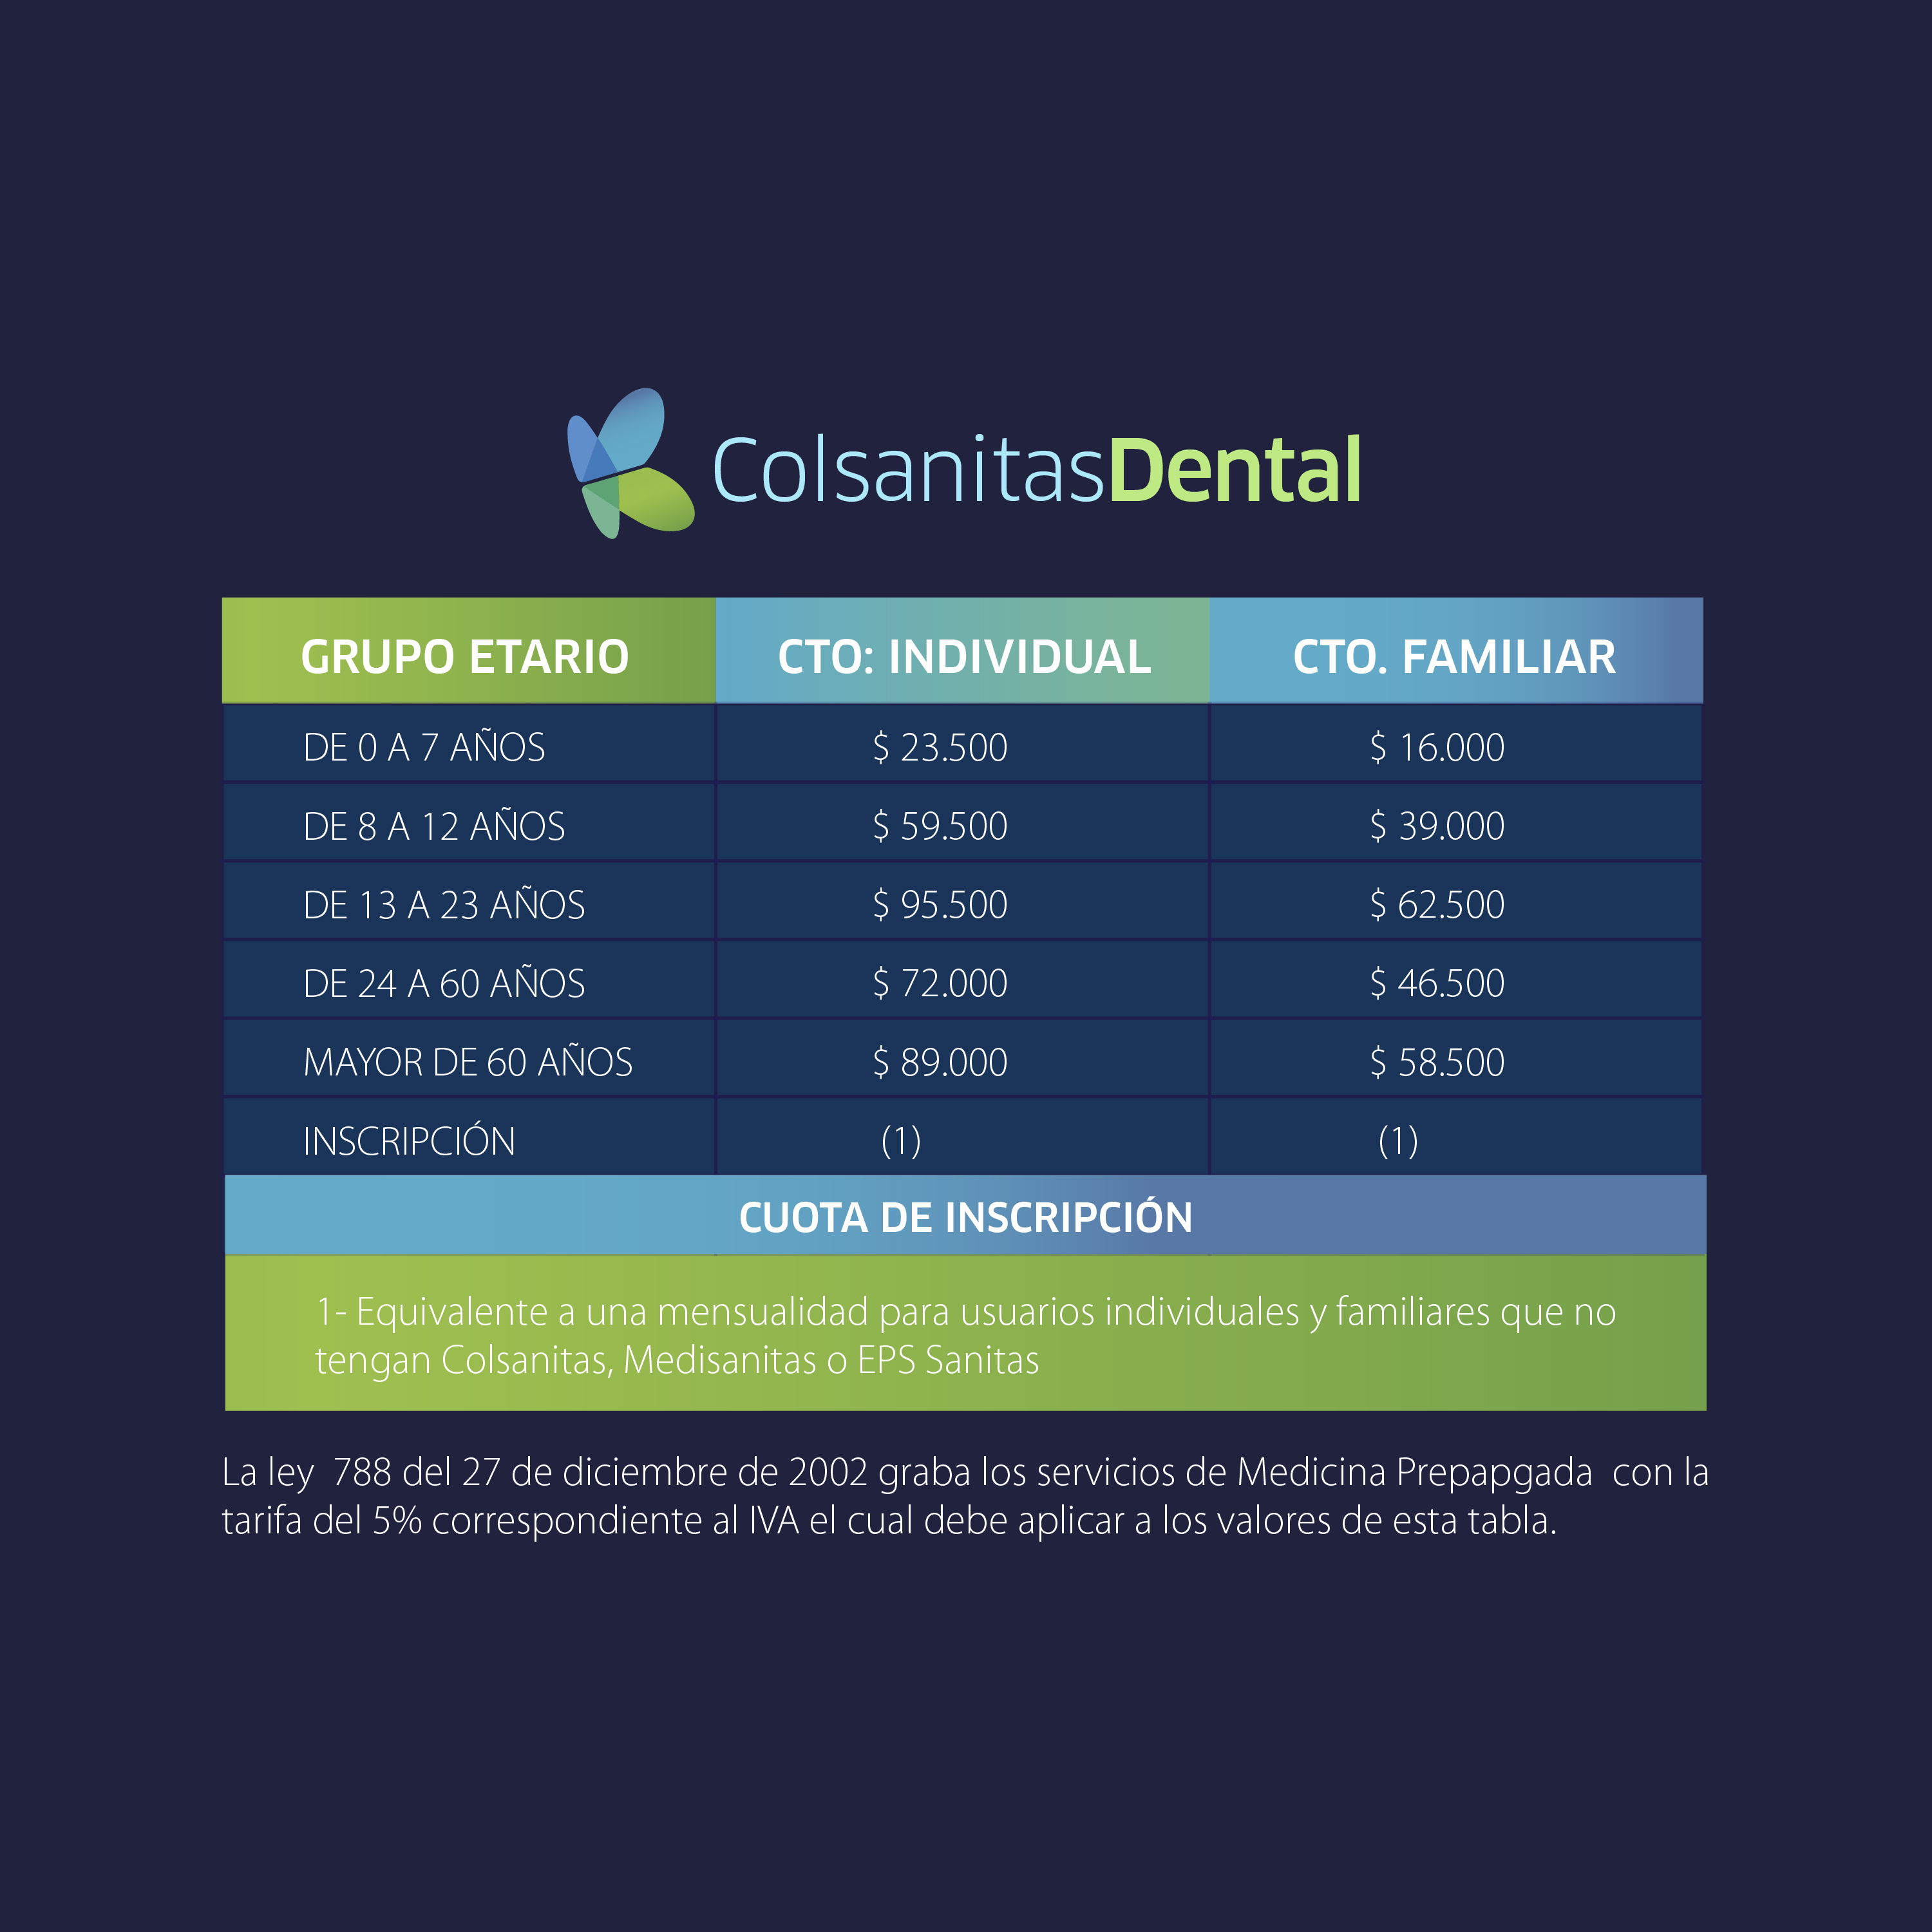 ColsanitasDental
GRUPO ETARIO CTO: INDIVIDUAL CTO. FAMILIAR
DE 0 A 7 AÑOS $ 23.500 $ 16.000
DE 8 A 12 AÑOS $ 59.500 $ 39.000
DE 13 A 23 AÑOS $ 95.500 $ 62.500
DE 24 A 60 AÑOS $ 72.000 $ 46.500
MAYOR DE 60 AÑOS $ 89.000 $ 58.500
INSCRIPCIÓN (1) (1)
CUOTA DE INSCRIPCIÓN
1- Equivalente a una mensualidad para usuarios individuales y familiares que no
tengan Colsanitas, Medisanitas o EPS Sanitas
La ley 788 del 27 de diciembre de 2002 graba los servicios de Medicina Prepapgada con la
tarifa del 5% correspondiente al IVA el cual debe aplicar a los valores de esta tabla.